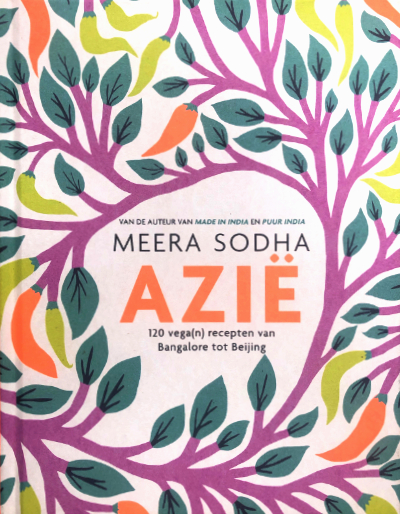 VAN DE AUTEUR VAN MADE IN INDIA EN PUUR INDIA
MEERA SODHA
AZIË
120 vega(n) recepten van
Bangalore tot Beijing